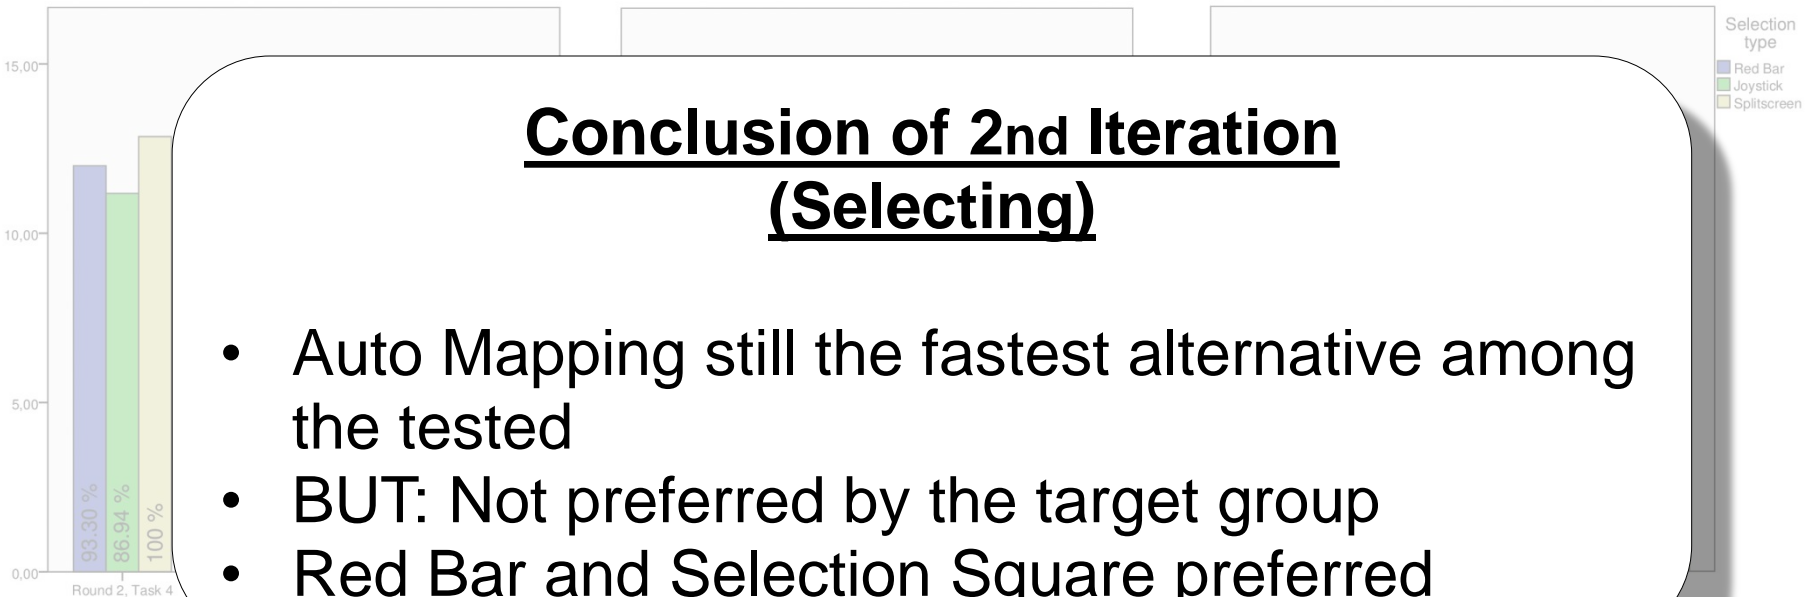 Selection
type
Red Bar
Joystick
Splitscreen
15,00
10,00
5,00
0,00
93.30 %
86.94 %
100 %
Round 2, Task 4
Conclusion of 2nd Iteration
(Selecting)
• Auto Mapping still the fastest alternative among
the tested
• BUT: Not preferred by the target group
• Red Bar and Selection Square preferred